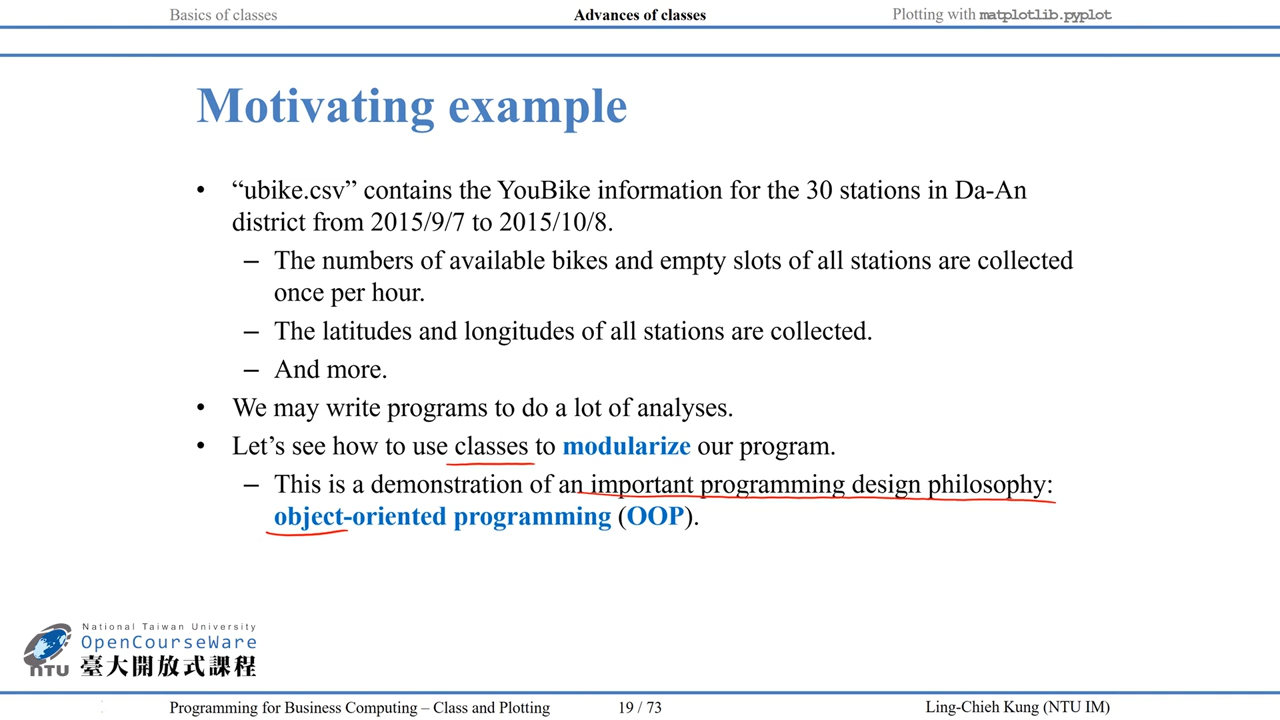 Basics of classes
Advances of classes
Plotting with matplotlib.pyplot
Motivating example
• “ubike.csv” contains the YouBike information for the 30 stations in Da-An
district from 2015/9/7 to 2015/10/8.
– The numbers of available bikes and empty slots of all stations are collected
once per hour.
– The latitudes and longitudes of all stations are collected.
– And more.
• We may write programs to do a lot of analyses.
• Let’s see how to use classes to modularize our program.
– This is a demonstration of an important programming design philosophy:
object-oriented programming (OOP).
National Taiwan University
OpenCourseWare
NTU 臺大開放式課程
Programming for Business Computing – Class and Plotting
19 / 73
Ling-Chieh Kung (NTU IM)